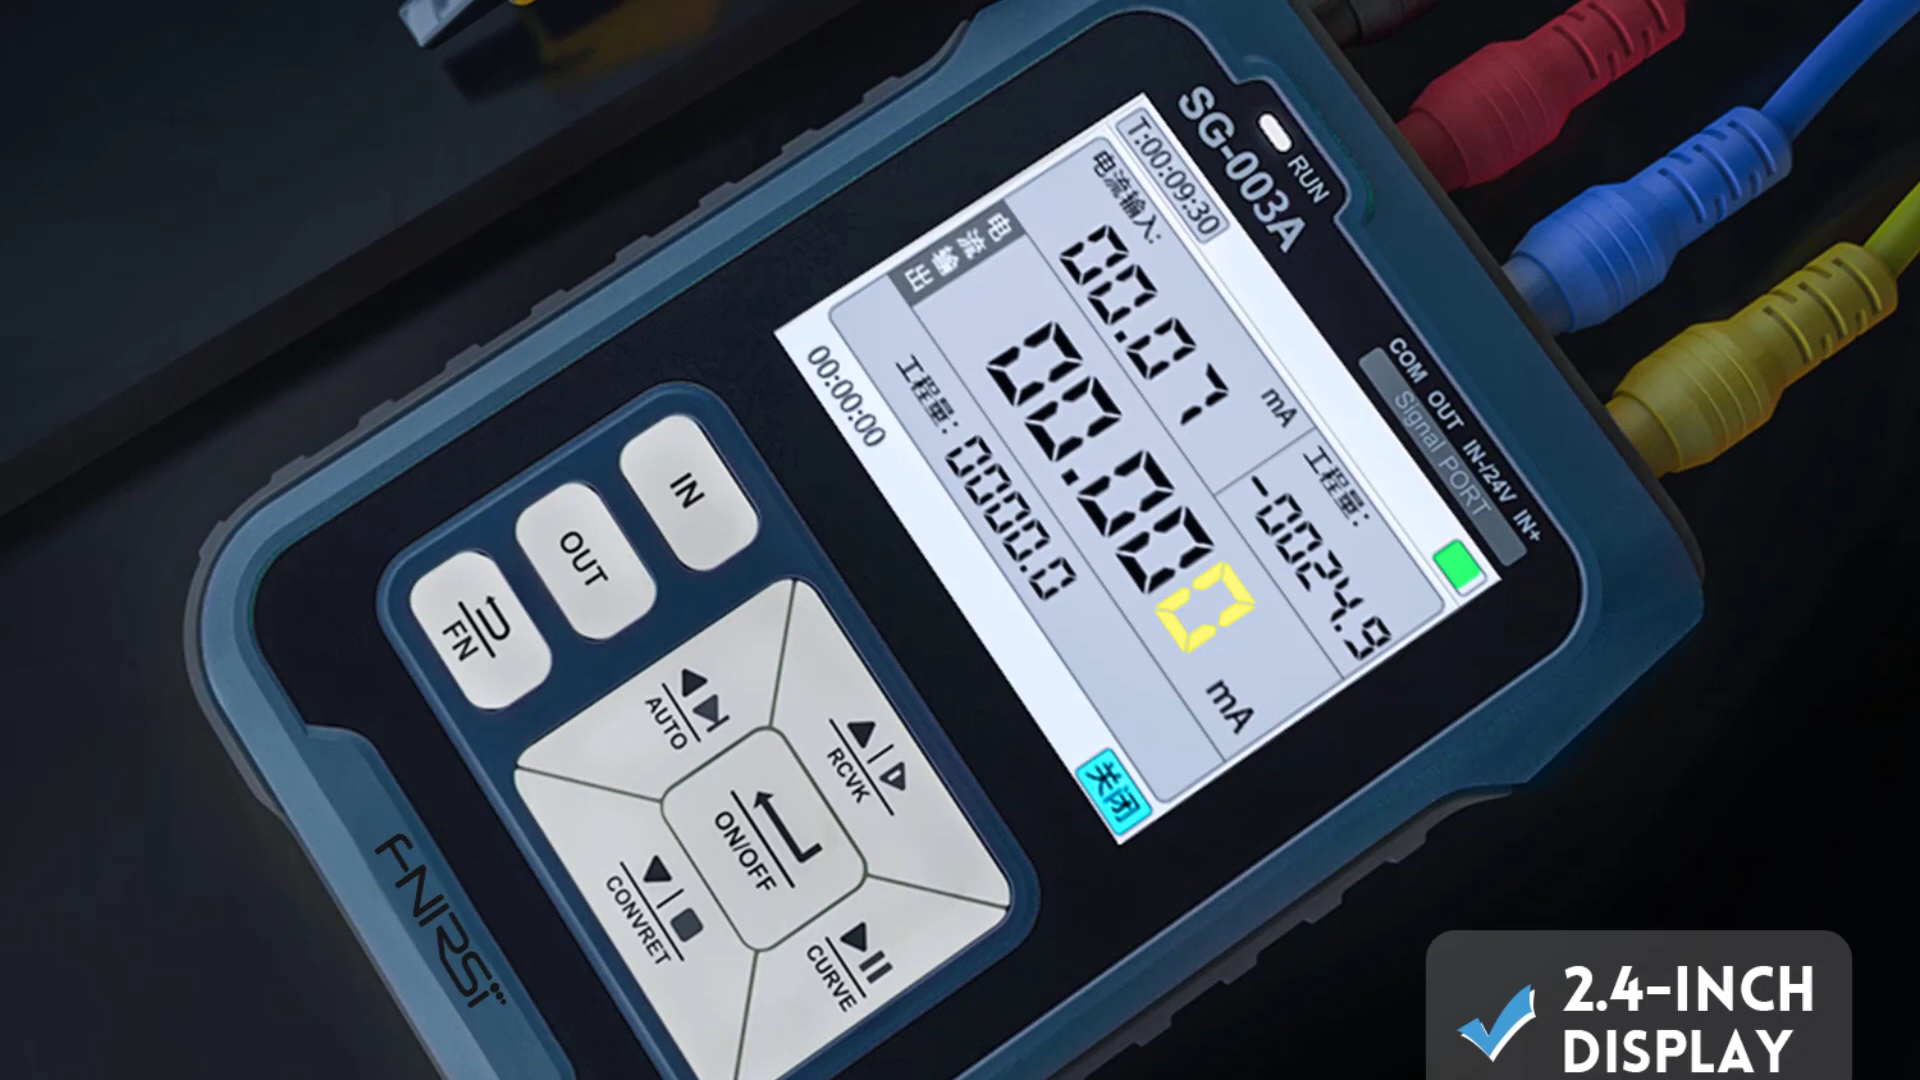 SG-003A
RUN
T:00:09:30
电流输入:
00.07 mA
工程量:
-0024.9
电流输出
00.000 mA
工程量: 0000.0
00:00:00
关闭
COM OUT IN-/24V IN+
Signal PORT
IN
OUT
FN
AUTO
RCVK
ON/OFF
CONVRET
CURVE
FNIRSI
2.4-INCH
DISPLAY